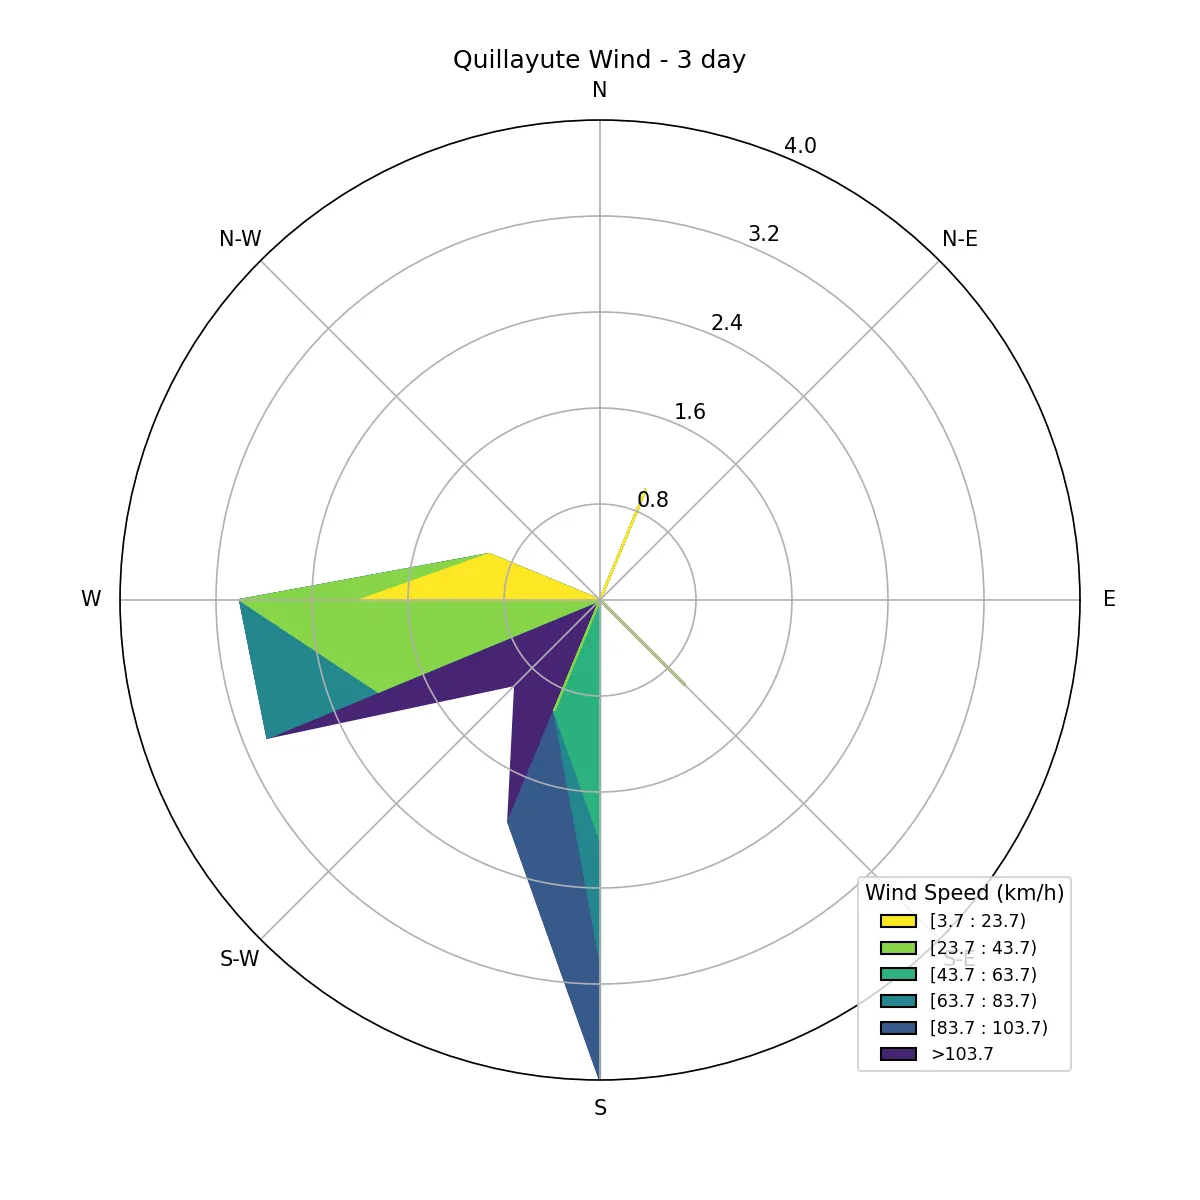 Quillayute Wind - 3 day
N
4.0
N-W
N-E
3.2
2.4
1.6
0.8
W
E
Wind Speed (km/h)
[3.7 : 23.7)
[23.7 : 43.7)
S-W
S-E
[43.7 : 63.7)
[63.7 : 83.7)
[83.7 : 103.7)
>103.7
S